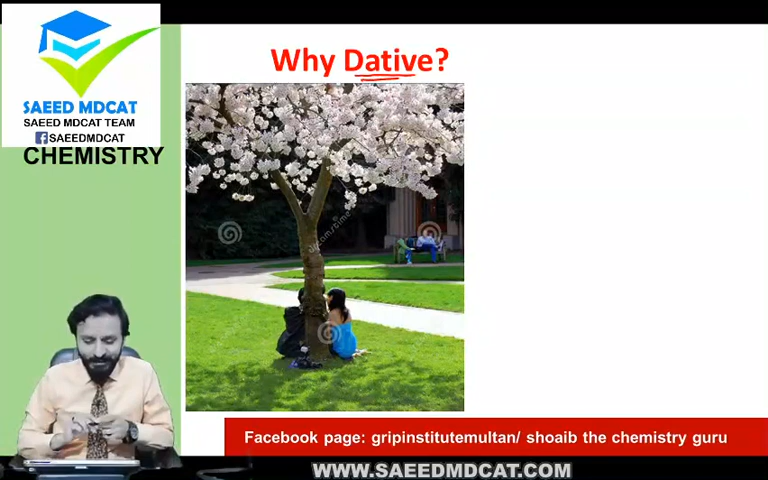 Why Dative?
SAEED MDCAT
SAEED MDCAT TEAM
SAEEDMDCAT
CHEMISTRY
Facebook page: gripinstitutemultan/ shoaib the chemistry guru
WWW.SAEEDMDCAT.COM